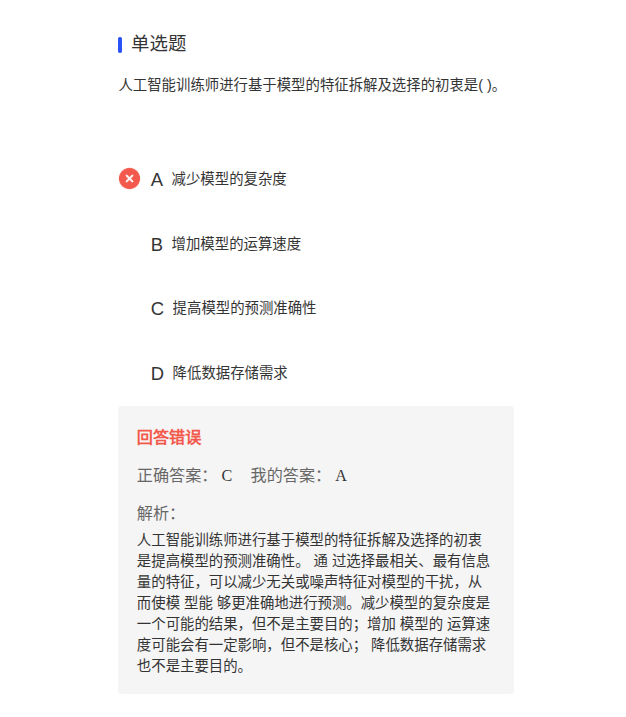 单选题
人工智能训练师进行基于模型的特征拆解及选择的初衷是( )。
A 减少模型的复杂度
B 增加模型的运算速度
C 提高模型的预测准确性
D 降低数据存储需求
回答错误
正确答案： C 我的答案： A
解析：
人工智能训练师进行基于模型的特征拆解及选择的初衷
是提高模型的预测准确性。 通 过选择最相关、最有信息
量的特征，可以减少无关或噪声特征对模型的干扰，从
而使模 型能 够更准确地进行预测。减少模型的复杂度是
一个可能的结果，但不是主要目的；增加 模型的 运算速
度可能会有一定影响，但不是核心； 降低数据存储需求
也不是主要目的。